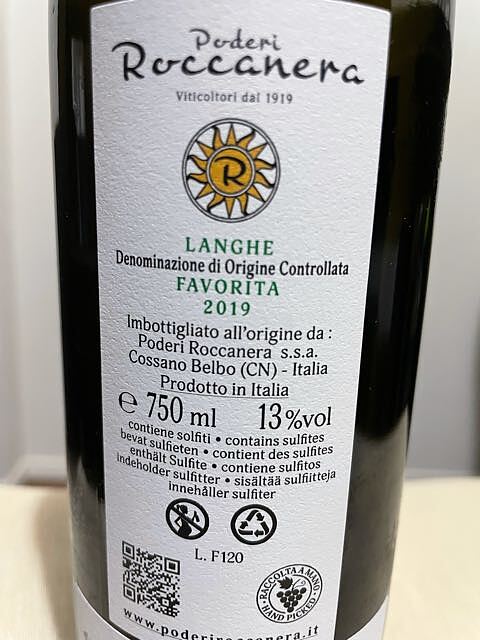 Poderi
Roccanera
Viticoltori dal 1919
R
LANGHE
Denominazione di Origine Controllata
FAVORITA
2019
Imbottigliato all'origine da :
Poderi Roccanera s.s.a.
Cossano Belbo (CN) - Italia
Prodotto in Italia
℮ 750 ml 13%vol
contiene solfiti • contains sulfites
bevat sulfieten • contient des sulfites
enthält Sulfite • contiene sulfitos
indeholder sulfitter • sisältää sulfiitteja
innehåller sulfiter
L. F120
RACCOLTA A MANO
HAND PICKED
www.poderiroccanera.it